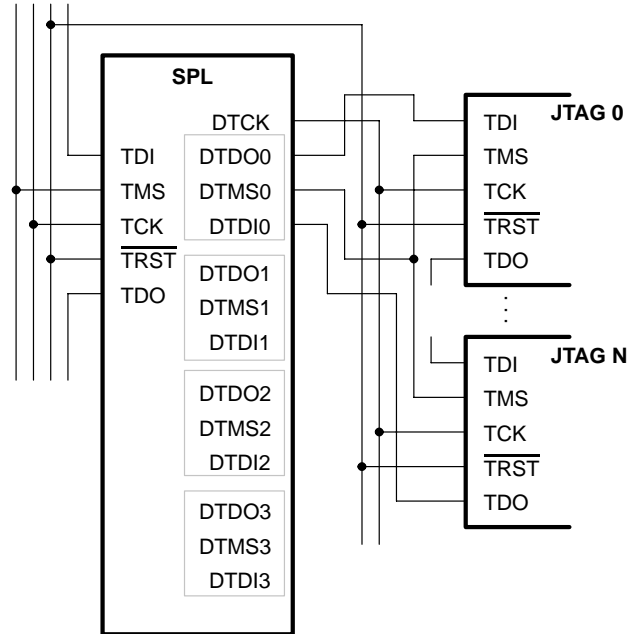 SPL
DTCK
TDI
TMS
TCK
TRST
TDO
DTDO0
DTMS0
DTDI0
DTDO1
DTMS1
DTDI1
DTDO2
DTMS2
DTDI2
DTDO3
DTMS3
DTDI3
JTAG 0
TDI
TMS
TCK
TRST
TDO
JTAG N
TDI
TMS
TCK
TRST
TDO